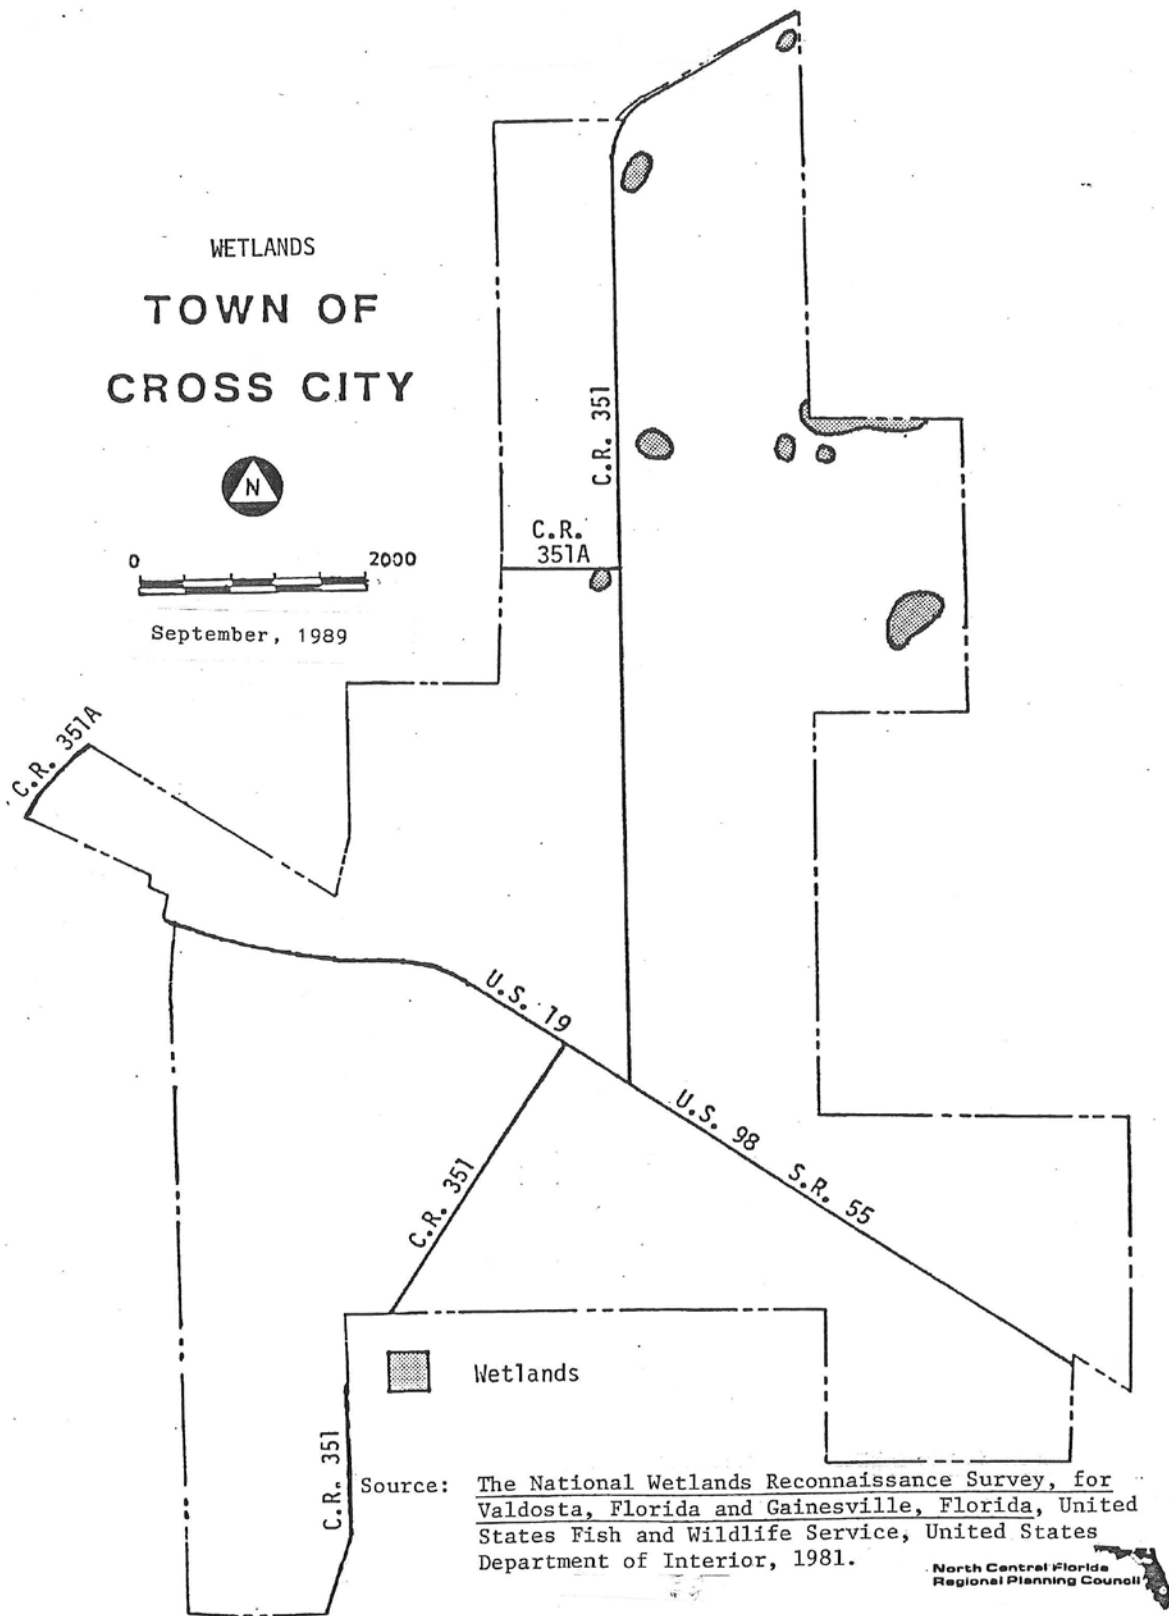 WETLANDS
TOWN OF
CROSS CITY
N
0 2000
September, 1989
C.R. 351
C.R.
351A
C.R. 351A
U.S. 19
U.S. 98
S.R. 55
C.R. 351
C.R. 351
Wetlands
Source: The National Wetlands Reconnaissance Survey, for
Valdosta, Florida and Gainesville, Florida, United
States Fish and Wildlife Service, United States
Department of Interior, 1981.
North Central Florida
Regional Planning Council